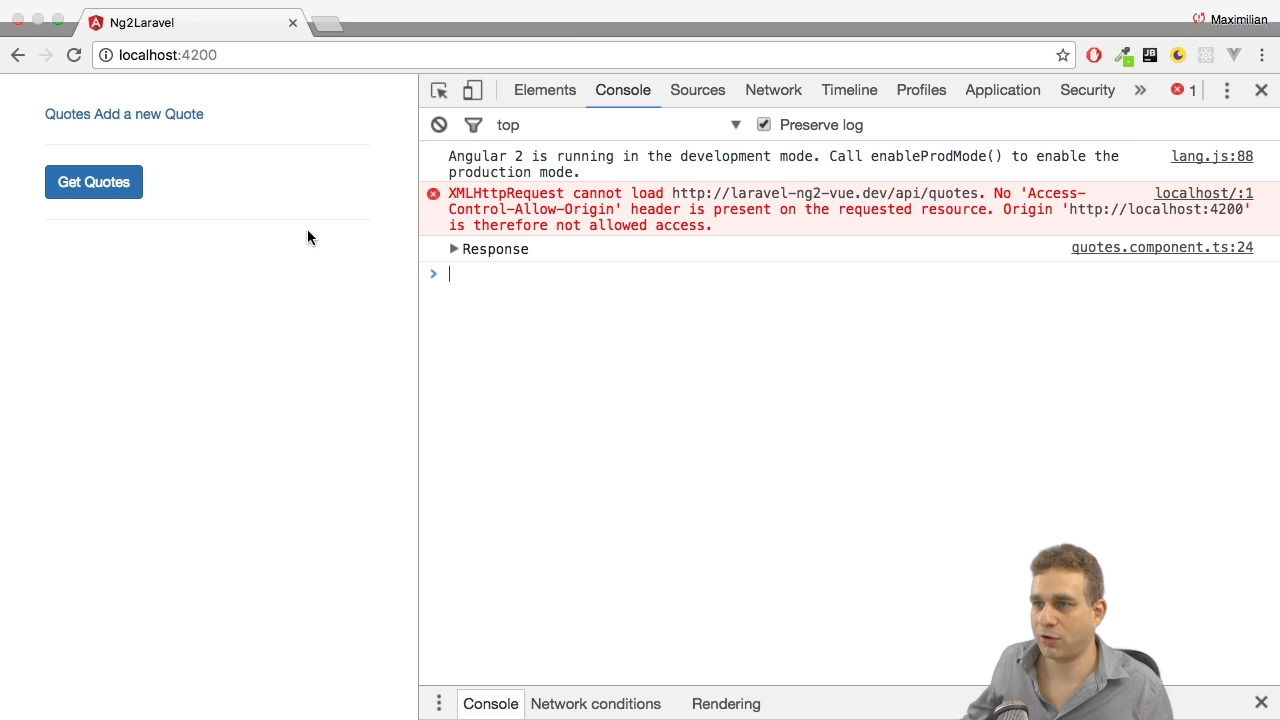 Ng2Laravel
Maximilian
localhost:4200
JB
Elements Console Sources Network Timeline Profiles Application Security » 1
Quotes Add a new Quote
top Preserve log
Angular 2 is running in the development mode. Call enableProdMode() to enable the lang.js:88
production mode.
Get Quotes
XMLHttpRequest cannot load http://laravel-ng2-vue.dev/api/quotes. No 'Access- localhost/:1
Control-Allow-Origin' header is present on the requested resource. Origin 'http://localhost:4200'
is therefore not allowed access.
Response quotes.component.ts:24
Console Network conditions Rendering